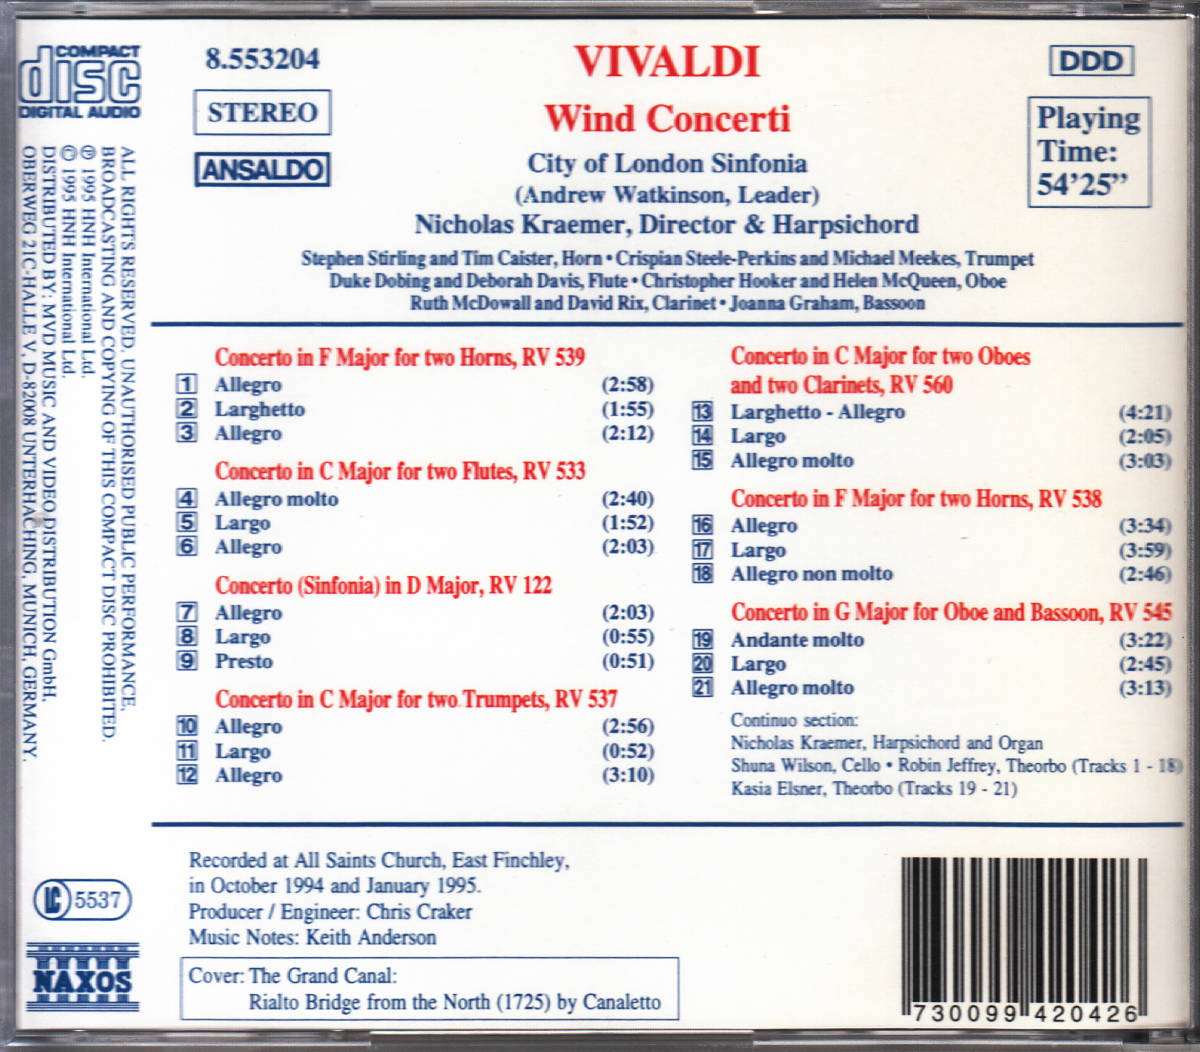 COMPACT
disc
DIGITAL AUDIO
8.553204
STEREO
ANSALDO
VIVALDI
Wind Concerti
City of London Sinfonia
(Andrew Watkinson, Leader)
Nicholas Kraemer, Director & Harpsichord
Stephen Stirling and Tim Caister, Horn • Crispian Steele-Perkins and Michael Meekes, Trumpet
Duke Dobing and Deborah Davis, Flute • Christopher Hooker and Helen McQueen, Oboe
Ruth McDowall and David Rix, Clarinet • Joanna Graham, Bassoon
DDD
Playing
Time:
54’25”
Concerto in F Major for two Horns, RV 539
1 Allegro (2:58)
2 Larghetto (1:55)
3 Allegro (2:12)
Concerto in C Major for two Flutes, RV 533
4 Allegro molto (2:40)
5 Largo (1:52)
6 Allegro (2:03)
Concerto (Sinfonia) in D Major, RV 122
7 Allegro (2:03)
8 Largo (0:55)
9 Presto (0:51)
Concerto in C Major for two Trumpets, RV 537
10 Allegro (2:56)
11 Largo (0:52)
12 Allegro (3:10)
Concerto in C Major for two Oboes
and two Clarinets, RV 560
13 Larghetto - Allegro (4:21)
14 Largo (2:05)
15 Allegro molto (3:03)
Concerto in F Major for two Horns, RV 538
16 Allegro (3:34)
17 Largo (3:59)
18 Allegro non molto (2:46)
Concerto in G Major for Oboe and Bassoon, RV 545
19 Andante molto (3:22)
20 Largo (2:45)
21 Allegro molto (3:13)
Continuo section:
Nicholas Kraemer, Harpsichord and Organ
Shuna Wilson, Cello • Robin Jeffrey, Theorbo (Tracks 1 - 18)
Kasia Elsner, Theorbo (Tracks 19 - 21)
Recorded at All Saints Church, East Finchley,
in October 1994 and January 1995.
Producer / Engineer: Chris Craker
Music Notes: Keith Anderson
Cover: The Grand Canal:
Rialto Bridge from the North (1725) by Canaletto
ALL RIGHTS RESERVED. UNAUTHORISED PUBLIC PERFORMANCE,
BROADCASTING AND COPYING OF THIS COMPACT DISC PROHIBITED.
℗ 1995 HNH International Ltd.
© 1995 HNH International Ltd.
DISTRIBUTED BY: MVD MUSIC AND VIDEO DISTRIBUTION GmbH,
OBERWEG 21C-HALLE V, D-82008 UNTERHACHING, MUNICH, GERMANY.
LC 5537
NAXOS
730099 420426